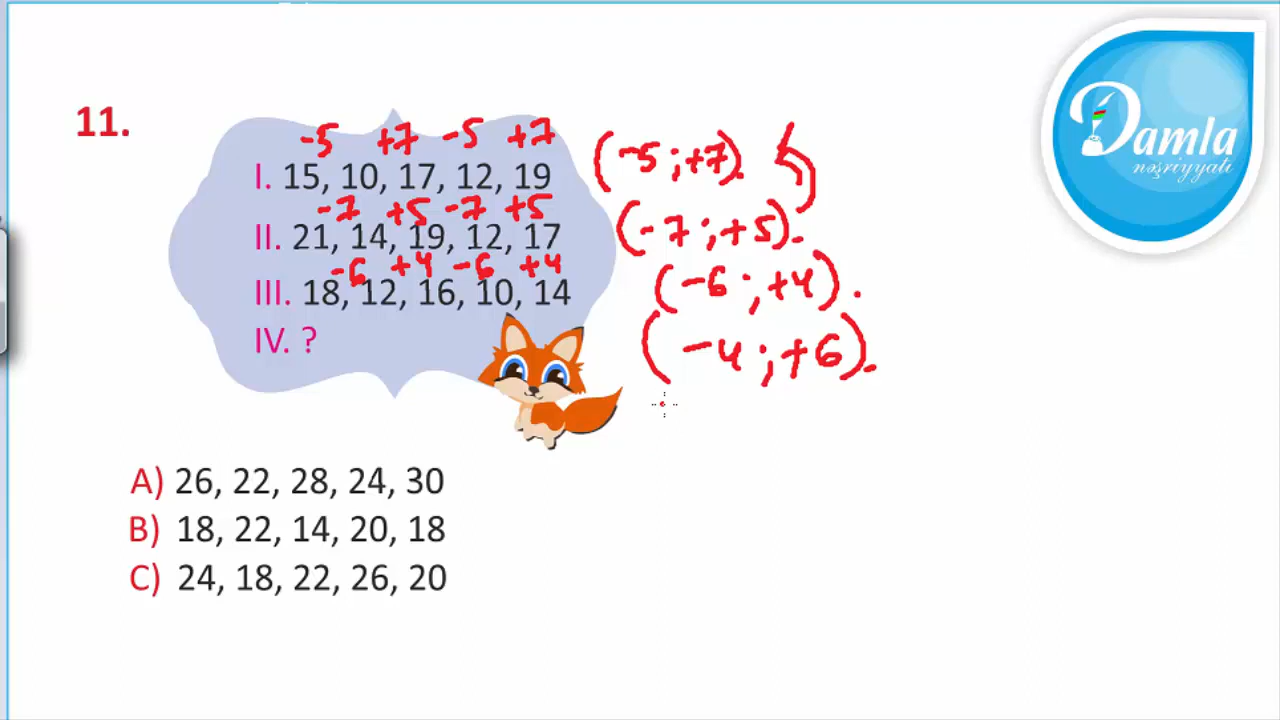 11.
-5 +7 -5 +7
I. 15, 10, 17, 12, 19 (-5 ; +7).
-7 +5 -7 +5
II. 21, 14, 19, 12, 17 (-7 ; +5).
-6 +4 -6 +4
III. 18, 12, 16, 10, 14 (-6 ; +4).
IV. ? (-4 ; +6).
A) 26, 22, 28, 24, 30
B) 18, 22, 14, 20, 18
C) 24, 18, 22, 26, 20
Damla
nəşriyyatı